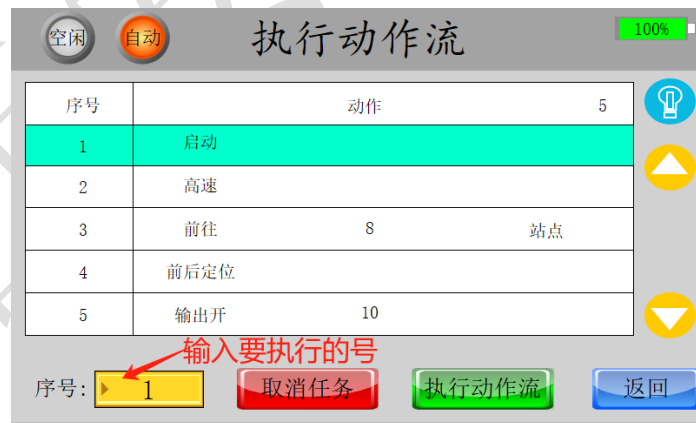 空闲 自动 执行动作流 100%
序号 动作 5
1 启动
2 高速
3 前往 8 站点
4 前后定位
5 输出开 10
输入要执行的号
序号: 1 取消任务 执行动作流 返回